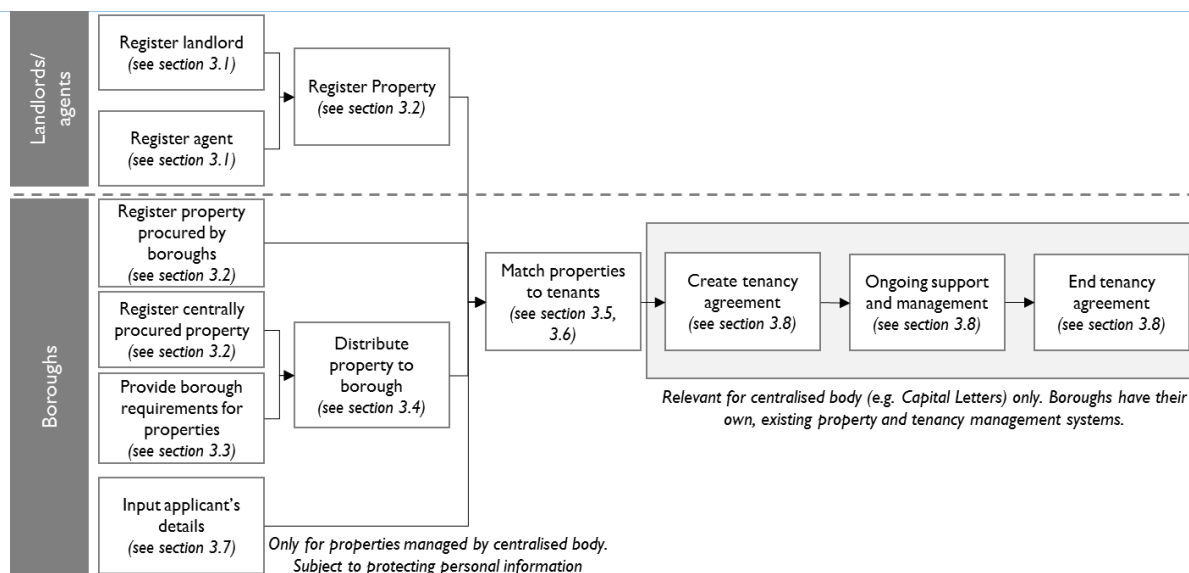 Landlords/
agents
Register landlord
(see section 3.1)
Register agent
(see section 3.1)
Register Property
(see section 3.2)
Boroughs
Register property
procured by
boroughs
(see section 3.2)
Register centrally
procured property
(see section 3.2)
Provide borough
requirements for
properties
(see section 3.3)
Input applicant's
details
(see section 3.7)
Distribute
property to
borough
(see section 3.4)
Only for properties managed by centralised body.
Subject to protecting personal information
Match properties
to tenants
(see section 3.5,
3.6)
Create tenancy
agreement
(see section 3.8)
Ongoing support
and management
(see section 3.8)
End tenancy
agreement
(see section 3.8)
Relevant for centralised body (e.g. Capital Letters) only. Boroughs have their
own, existing property and tenancy management systems.